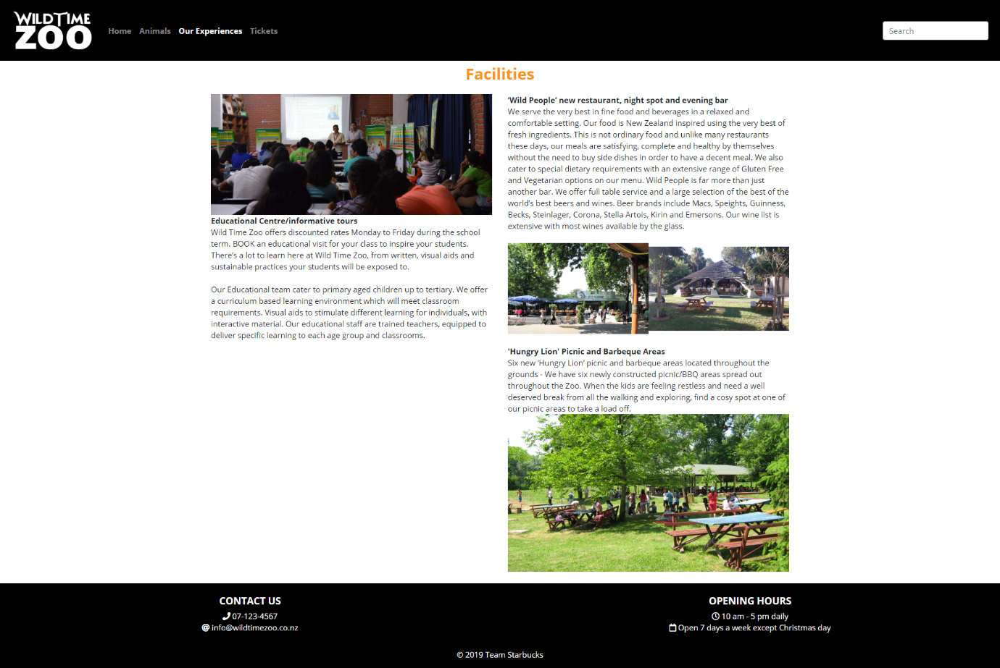 WILD TIME
ZOO
Home Animals Our Experiences Tickets
Search
Facilities
Educational Centre/informative tours
Wild Time Zoo offers discounted rates Monday to Friday during the school
term. BOOK an educational visit for your class to inspire your students.
There's a lot to learn here at Wild Time Zoo, from written, visual aids and
sustainable practices your students will be exposed to.
Our Educational team cater to primary aged children up to tertiary. We offer
a curriculum based learning environment which will meet classroom
requirements. Visual aids to stimulate different learning for individuals, with
interactive material. Our educational staff are trained teachers, equipped to
deliver specific learning to each age group and classrooms.
'Wild People' new restaurant, night spot and evening bar
We serve the very best in fine food and beverages in a relaxed and
comfortable setting. Our food is New Zealand inspired using the very best of
fresh ingredients. This is not ordinary food and unlike many restaurants
these days, our meals are satisfying, complete and healthy by themselves
without the need to buy side dishes in order to have a decent meal. We also
cater to special dietary requirements with an extensive range of Gluten Free
and Vegetarian options on our menu. Wild People is far more than just
another bar. We offer full table service and a large selection of the best of the
world's best beers and wines. Beer brands include Macs, Speights, Guinness,
Becks, Steinlager, Corona, Stella Artois, Kirin and Emersons. Our wine list is
extensive with most wines available by the glass.
'Hungry Lion' Picnic and Barbeque Areas
Six new 'Hungry Lion' picnic and barbeque areas located throughout the
grounds - We have six newly constructed picnic/BBQ areas spread out
throughout the Zoo. When the kids are feeling restless and need a well
deserved break from all the walking and exploring, find a cosy spot at one of
our picnic areas to take a load off.
CONTACT US
07-123-4567
info@wildtimezoo.co.nz
OPENING HOURS
10 am - 5 pm daily
Open 7 days a week except Christmas day
© 2019 Team Starbucks